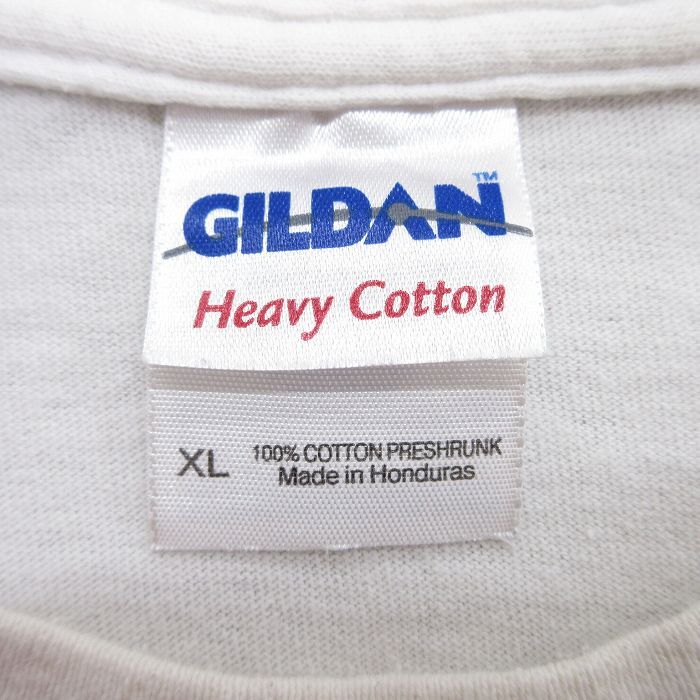 GILDAN™
Heavy Cotton
XL 100% COTTON PRESHRUNK
Made in Honduras